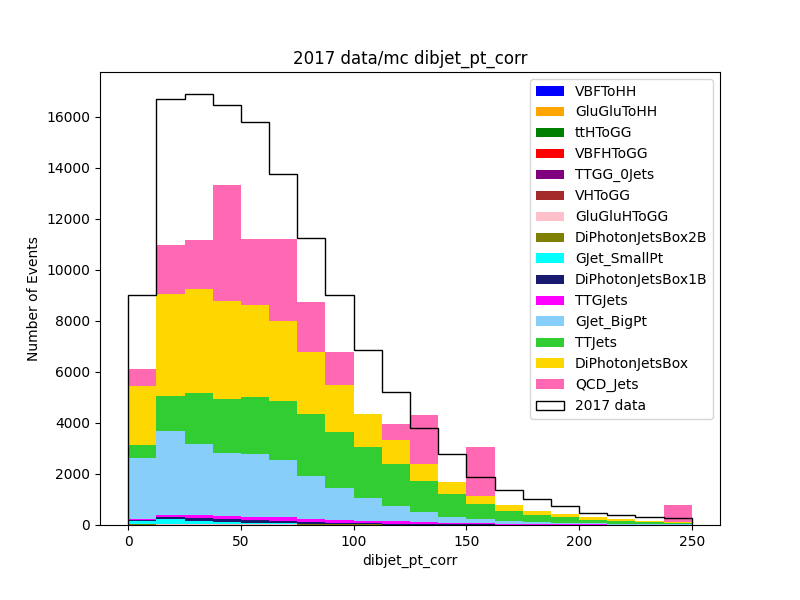 2017 data/mc dibjet_pt_corr
Number of Events
16000
14000
12000
10000
8000
6000
4000
2000
0
0
50
100
150
200
250
dibjet_pt_corr
VBFToHH
GluGluToHH
ttHToGG
VBFHToGG
TTGG_0Jets
VHToGG
GluGluHToGG
DiPhotonJetsBox2B
GJet_SmallPt
DiPhotonJetsBox1B
TTGJets
GJet_BigPt
TTJets
DiPhotonJetsBox
QCD_Jets
2017 data